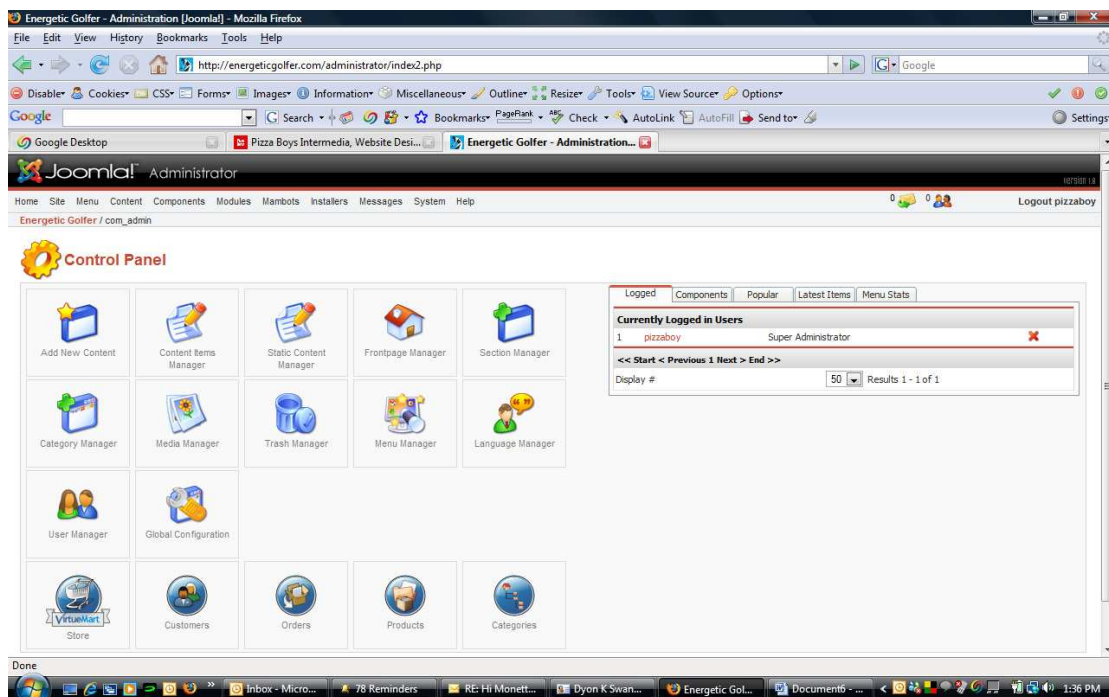 Energetic Golfer - Administration [Joomla!] - Mozilla Firefox
File Edit View History Bookmarks Tools Help
http://energeticgolfer.com/administrator/index2.php
Google
Disable Cookies CSS Forms Images Information Miscellaneous Outline Resize Tools View Source Options
Google Search Bookmarks PageRank ABC Check AutoLink AutoFill Send to Settings
Google Desktop Pizza Boys Intermedia, Website Desi... Energetic Golfer - Administration...
Joomla! Administrator
Home Site Menu Content Components Modules Mambots Installers Messages System Help 0 0 Logout pizzaboy
Energetic Golfer / com_admin
Control Panel
Logged Components Popular Latest Items Menu Stats
Currently Logged in Users
1 pizzaboy Super Administrator
<< Start < Previous 1 Next > End >>
Display # 50 Results 1 - 1 of 1
Add New Content
Content Items Manager
Static Content Manager
Frontpage Manager
Section Manager
Category Manager
Media Manager
Trash Manager
Menu Manager
Language Manager
User Manager
Global Configuration
VirtueMart
Store
Customers
Orders
Products
Categories
Done
Inbox - Micro... 78 Reminders RE: Hi Monett... Dyon K Swan... Energetic Gol... Document6 - ... 1:36 PM